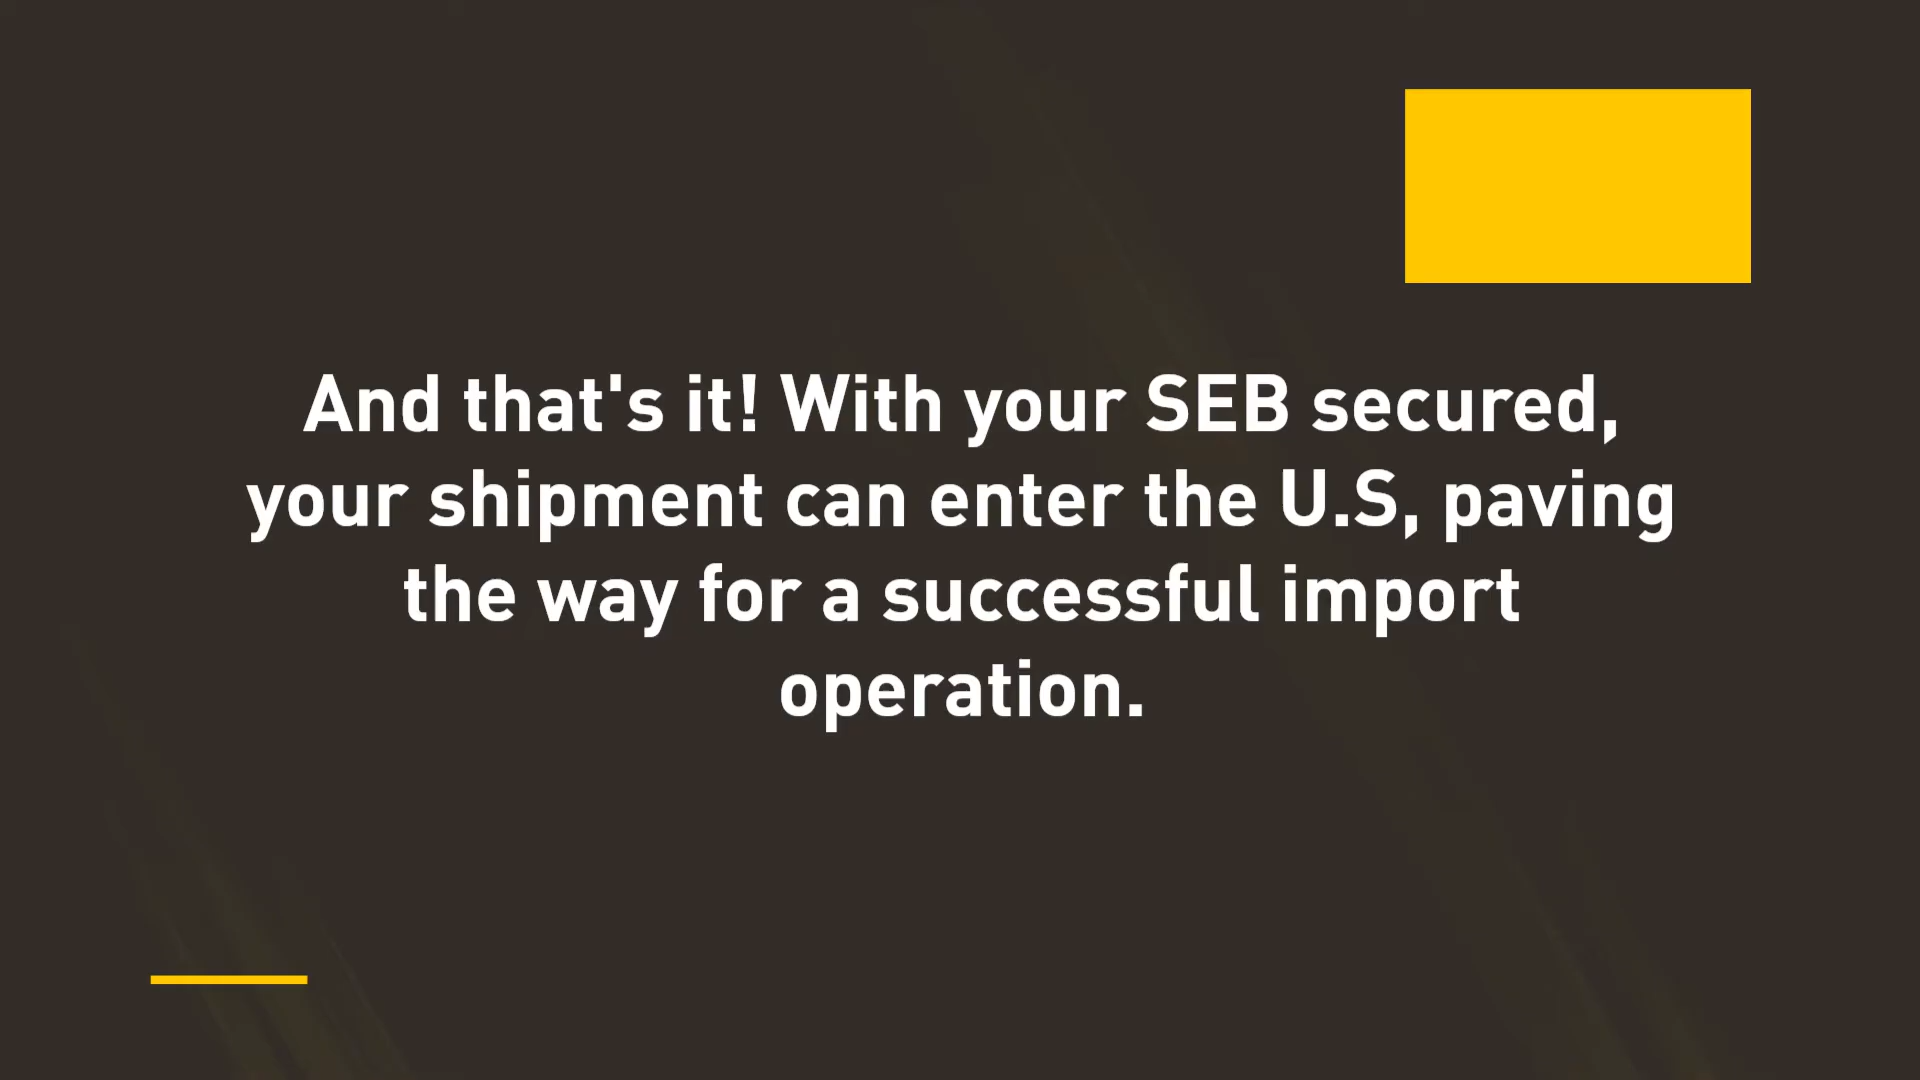 And that's it! With your SEB secured,
your shipment can enter the U.S, paving
the way for a successful import
operation.